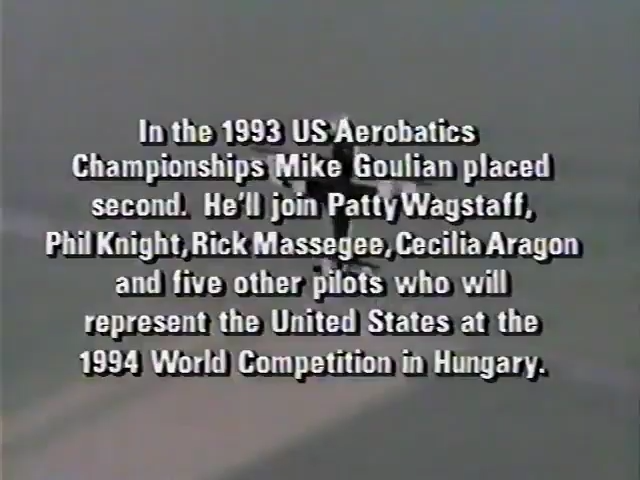 In the 1993 US Aerobatics
Championships Mike Goulian placed
second. He'll join Patty Wagstaff,
Phil Knight, Rick Massegee, Cecilia Aragon
and five other pilots who will
represent the United States at the
1994 World Competition in Hungary.